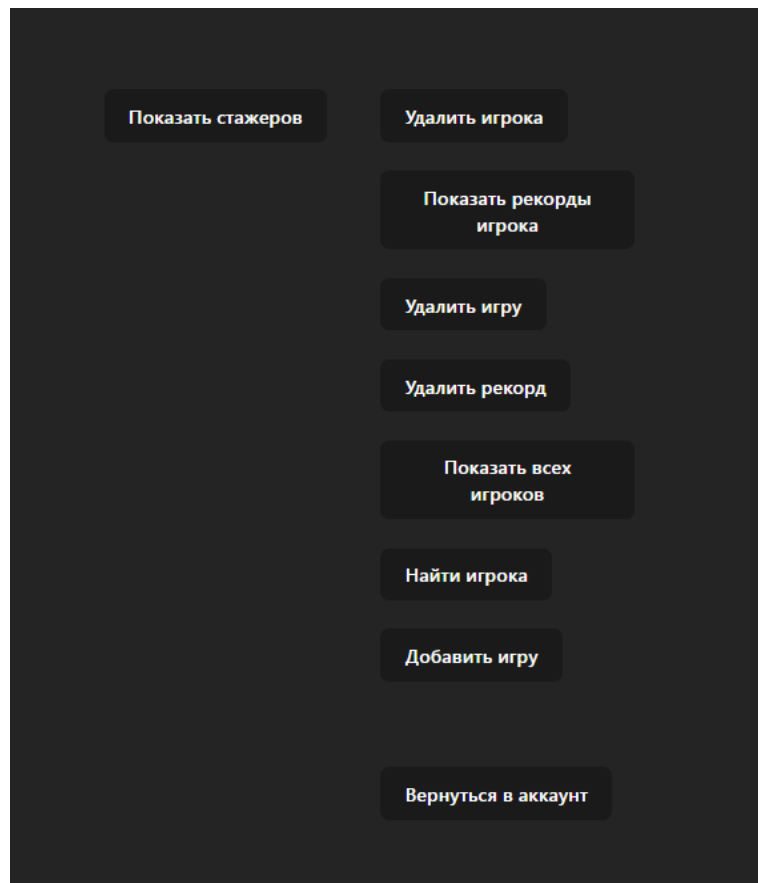 Показать стажеров
Удалить игрока
Показать рекорды
игрока
Удалить игру
Удалить рекорд
Показать всех
игроков
Найти игрока
Добавить игру
Вернуться в аккаунт